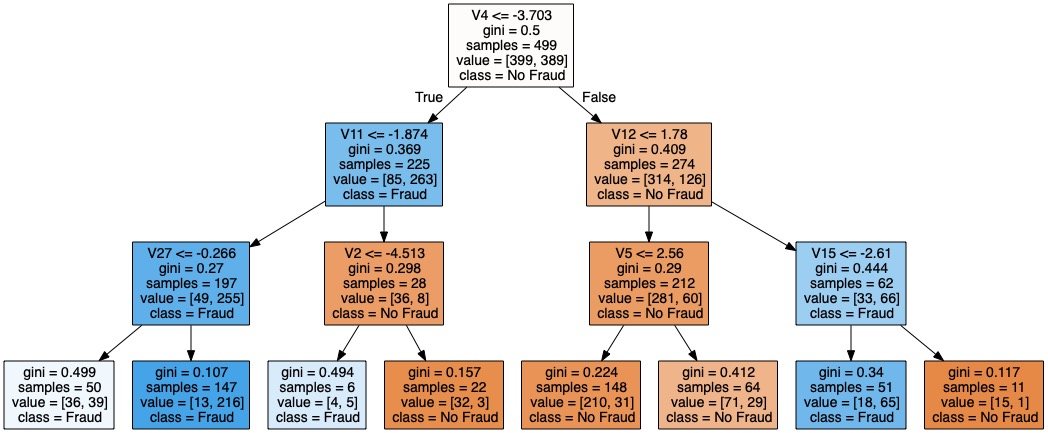 V4 <= -3.703
gini = 0.5
samples = 499
value = [399, 389]
class = No Fraud
True
False
V11 <= -1.874
gini = 0.369
samples = 225
value = [85, 263]
class = Fraud
V12 <= 1.78
gini = 0.409
samples = 274
value = [314, 126]
class = No Fraud
V27 <= -0.266
gini = 0.27
samples = 197
value = [49, 255]
class = Fraud
V2 <= -4.513
gini = 0.298
samples = 28
value = [36, 8]
class = No Fraud
V5 <= 2.56
gini = 0.29
samples = 212
value = [281, 60]
class = No Fraud
V15 <= -2.61
gini = 0.444
samples = 62
value = [33, 66]
class = Fraud
gini = 0.499
samples = 50
value = [36, 39]
class = Fraud
gini = 0.107
samples = 147
value = [13, 216]
class = Fraud
gini = 0.494
samples = 6
value = [4, 5]
class = Fraud
gini = 0.157
samples = 22
value = [32, 3]
class = No Fraud
gini = 0.224
samples = 148
value = [210, 31]
class = No Fraud
gini = 0.412
samples = 64
value = [71, 29]
class = No Fraud
gini = 0.34
samples = 51
value = [18, 65]
class = Fraud
gini = 0.117
samples = 11
value = [15, 1]
class = No Fraud